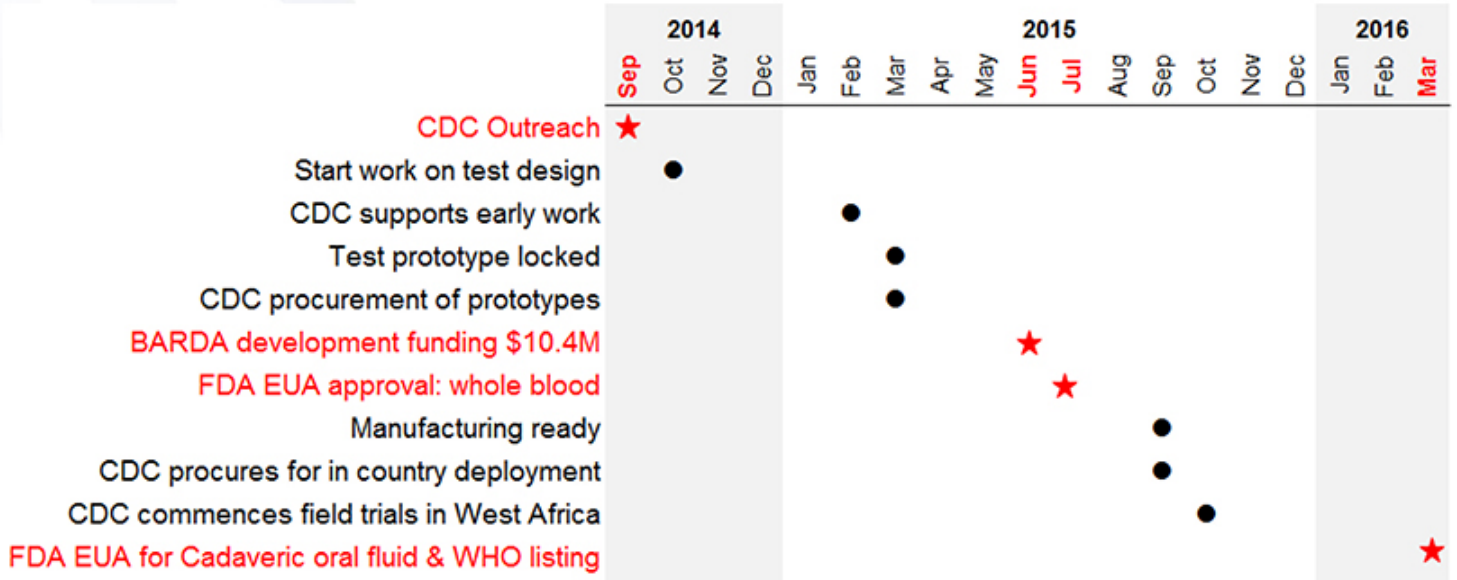 2014 2015 2016
Sep Oct Nov Dec Jan Feb Mar Apr May Jun Jul Aug Sep Oct Nov Dec Jan Feb Mar
CDC Outreach
Start work on test design
CDC supports early work
Test prototype locked
CDC procurement of prototypes
BARDA development funding $10.4M
FDA EUA approval: whole blood
Manufacturing ready
CDC procures for in country deployment
CDC commences field trials in West Africa
FDA EUA for Cadaveric oral fluid & WHO listing